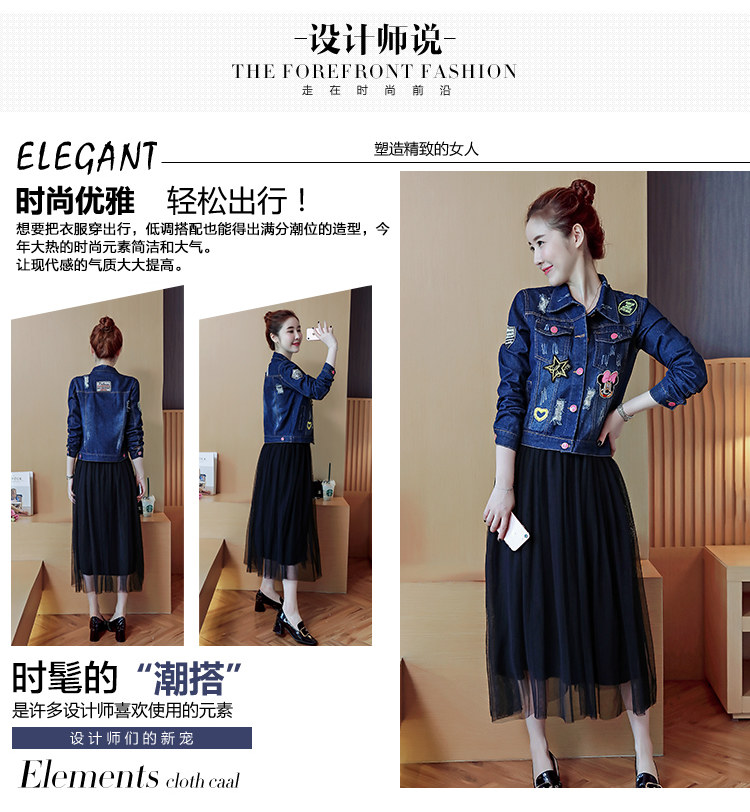 -设计师说-
THE FOREFRONT FASHION
走在时尚前沿
ELEGANT
塑造精致的女人
时尚优雅 轻松出行！
想要把衣服穿出行，低调搭配也能得出满分潮位的造型，今
年大热的时尚元素简洁和大气。
让现代感的气质大大提高。
时髦的“潮搭”
是许多设计师喜欢使用的元素
设计师们的新宠
Elements cloth caal